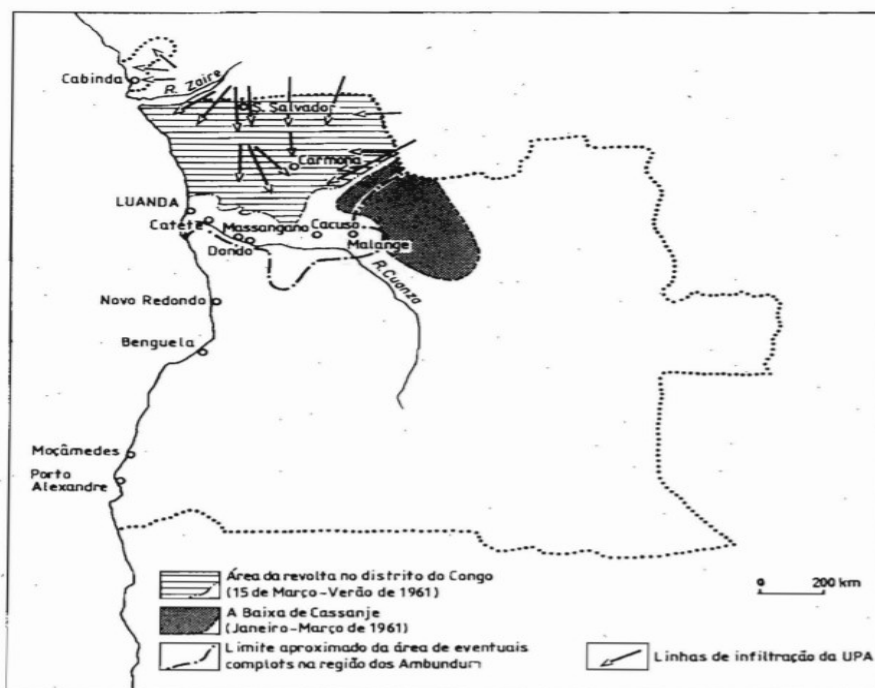 Cabinda
R. Zaire
S. Salvador
Carmona
LUANDA
Catete
Massangano
Cacuso
Dondo
Malange
R. Cuanza
Novo Redondo
Benguela
Moçâmedes
Porto
Alexandre
0 200 km
Área da revolta no distrito do Congo
(15 de Março-Verão de 1961)
A Baixa de Cassanje
(Janeiro-Março de 1961)
Limite aproximado da área de eventuais
complots na região dos Ambundum
Linhas de infiltração da UPA